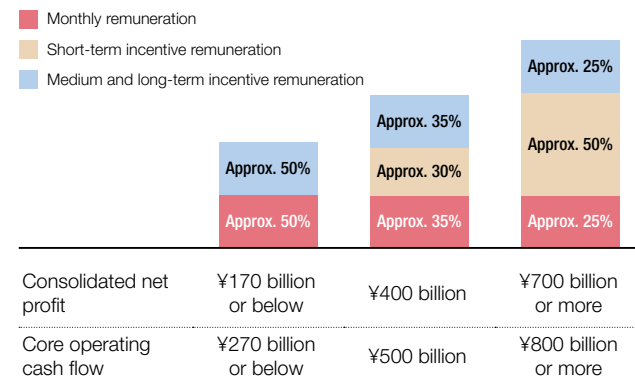 Monthly remuneration
Short-term incentive remuneration
Medium and long-term incentive remuneration
Approx. 25%
Approx. 35%
Approx. 50%
Approx. 50%
Approx. 30%
Approx. 50%
Approx. 35%
Approx. 25%
Consolidated net
profit
¥170 billion
or below
¥400 billion
¥700 billion
or more
Core operating
cash flow
¥270 billion
or below
¥500 billion
¥800 billion
or more